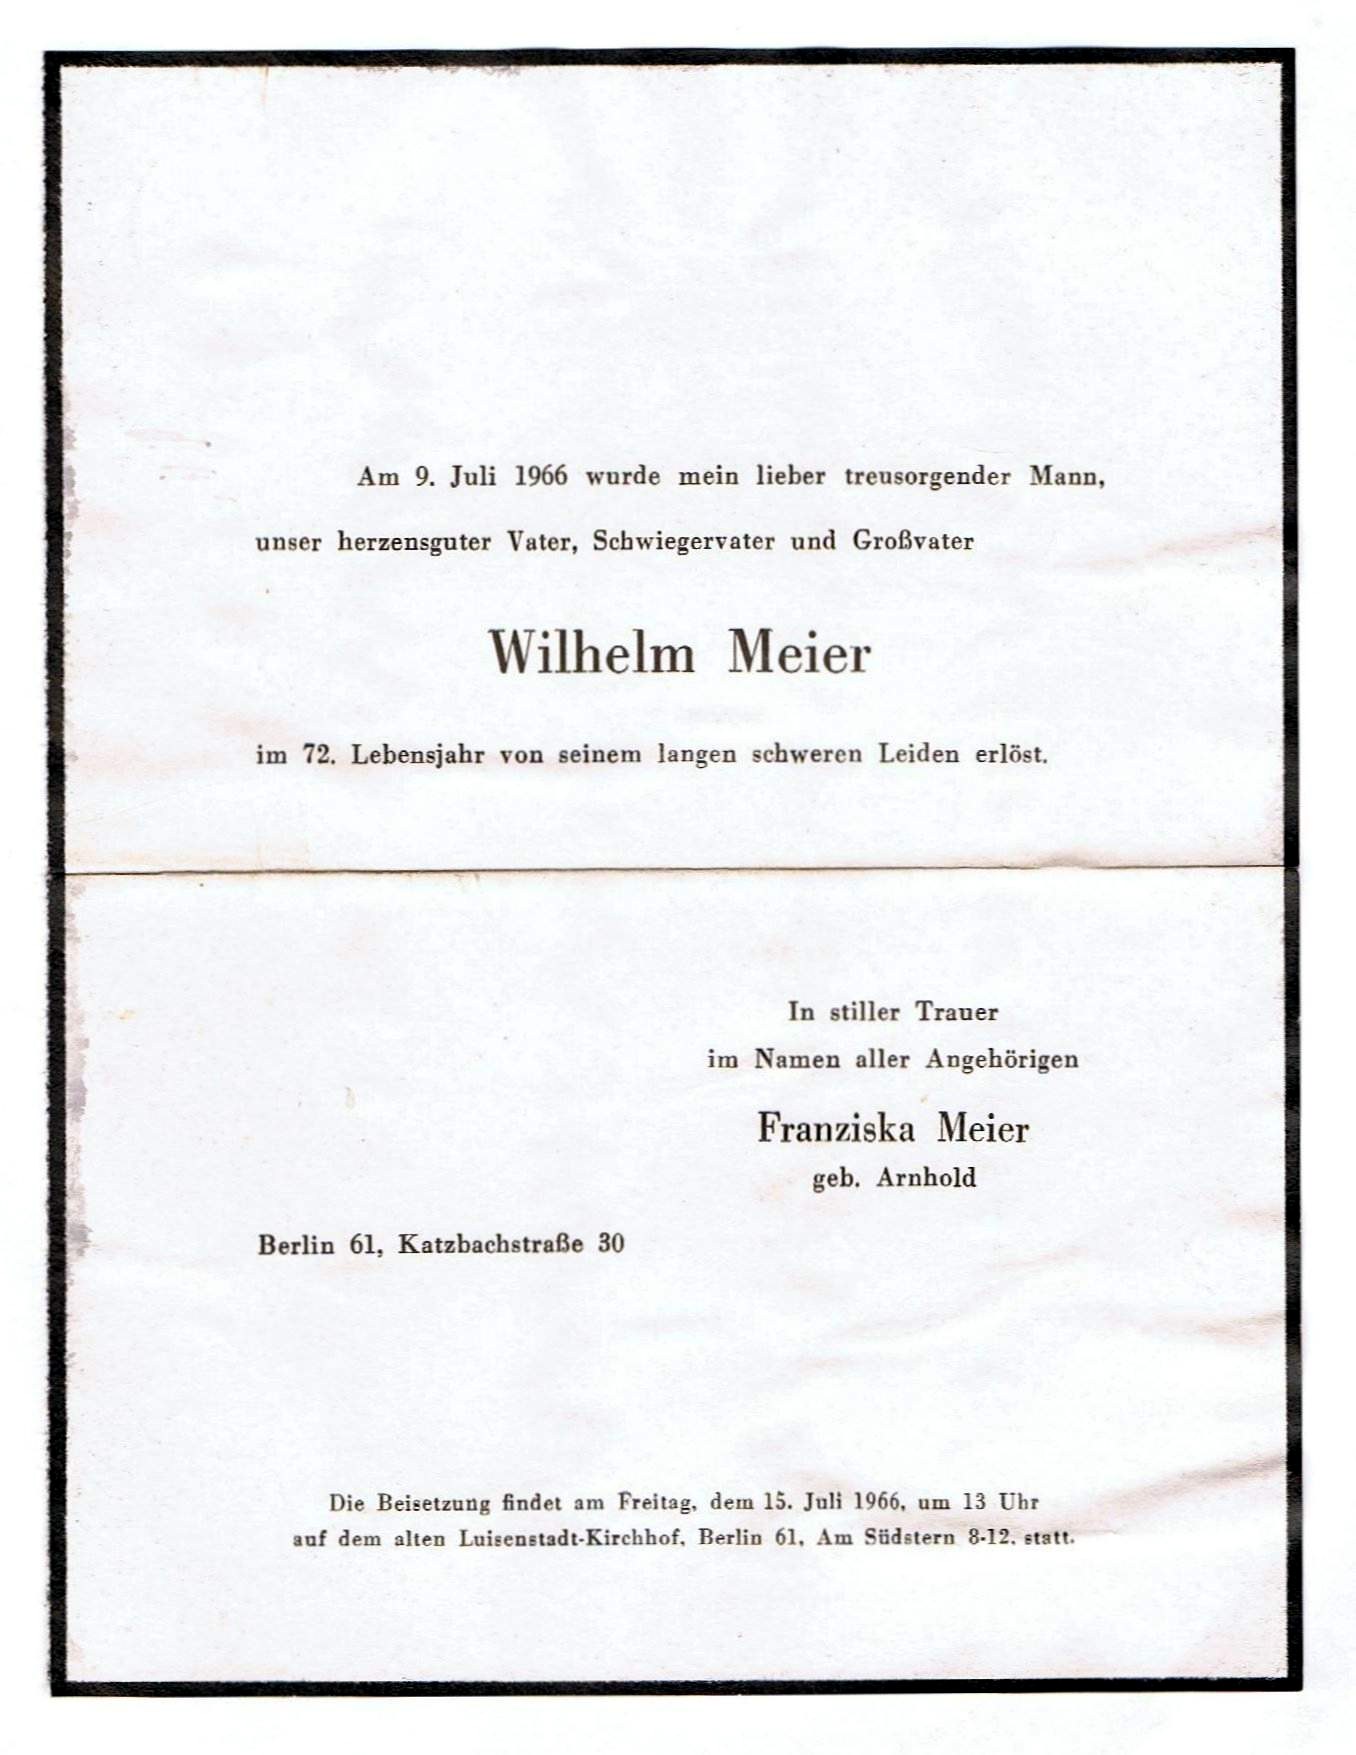 Am 9. Juli 1966 wurde mein lieber treusorgender Mann,
unser herzensguter Vater, Schwiegervater und Großvater
Wilhelm Meier
im 72. Lebensjahr von seinem langen schweren Leiden erlöst.
In stiller Trauer
im Namen aller Angehörigen
Franziska Meier
geb. Arnhold
Berlin 61, Katzbachstraße 30
Die Beisetzung findet am Freitag, dem 15. Juli 1966, um 13 Uhr
auf dem alten Luisenstadt-Kirchhof, Berlin 61, Am Südstern 8-12. statt.